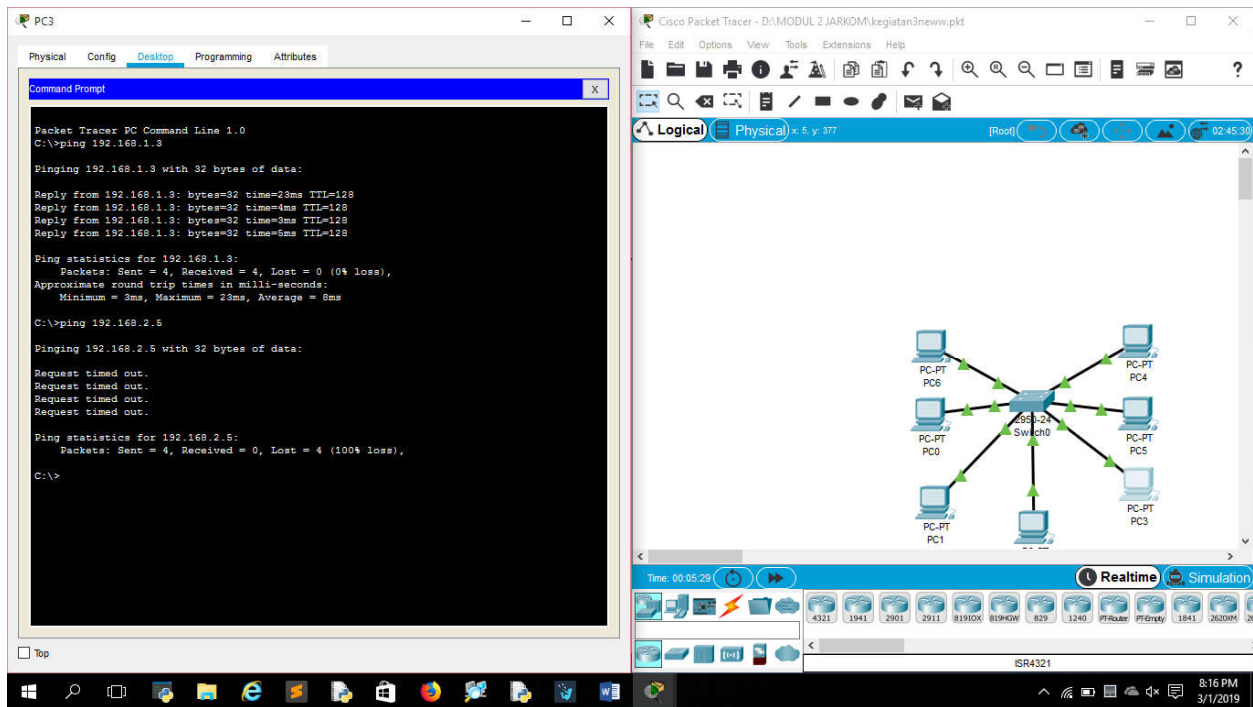 PC3
Physical Config Desktop Programming Attributes
Command Prompt
X
Packet Tracer PC Command Line 1.0
C:\>ping 192.168.1.3
Pinging 192.168.1.3 with 32 bytes of data:
Reply from 192.168.1.3: bytes=32 time=23ms TTL=128
Reply from 192.168.1.3: bytes=32 time=4ms TTL=128
Reply from 192.168.1.3: bytes=32 time=3ms TTL=128
Reply from 192.168.1.3: bytes=32 time=5ms TTL=128
Ping statistics for 192.168.1.3:
Packets: Sent = 4, Received = 4, Lost = 0 (0% loss),
Approximate round trip times in milli-seconds:
Minimum = 3ms, Maximum = 23ms, Average = 8ms
C:\>ping 192.168.2.5
Pinging 192.168.2.5 with 32 bytes of data:
Request timed out.
Request timed out.
Request timed out.
Request timed out.
Ping statistics for 192.168.2.5:
Packets: Sent = 4, Received = 0, Lost = 4 (100% loss),
C:\>
Top
Cisco Packet Tracer - D:\MODUL 2 JARKOM\kegiatan3neww.pkt
File Edit Options View Tools Extensions Help
Logical Physical x: 5, y: 377 [Root] 02:45:30
PC-PT
PC6
PC-PT
PC4
2950-24
Switch0
PC-PT
PC0
PC-PT
PC5
PC-PT
PC3
PC-PT
PC1
Time: 00:05:29 Realtime Simulation
4321 1941 2901 2911 819IOX 819HGW 829 1240 PT-Router PT-Empty 1841 2620XM
ISR4321
8:16 PM
3/1/2019